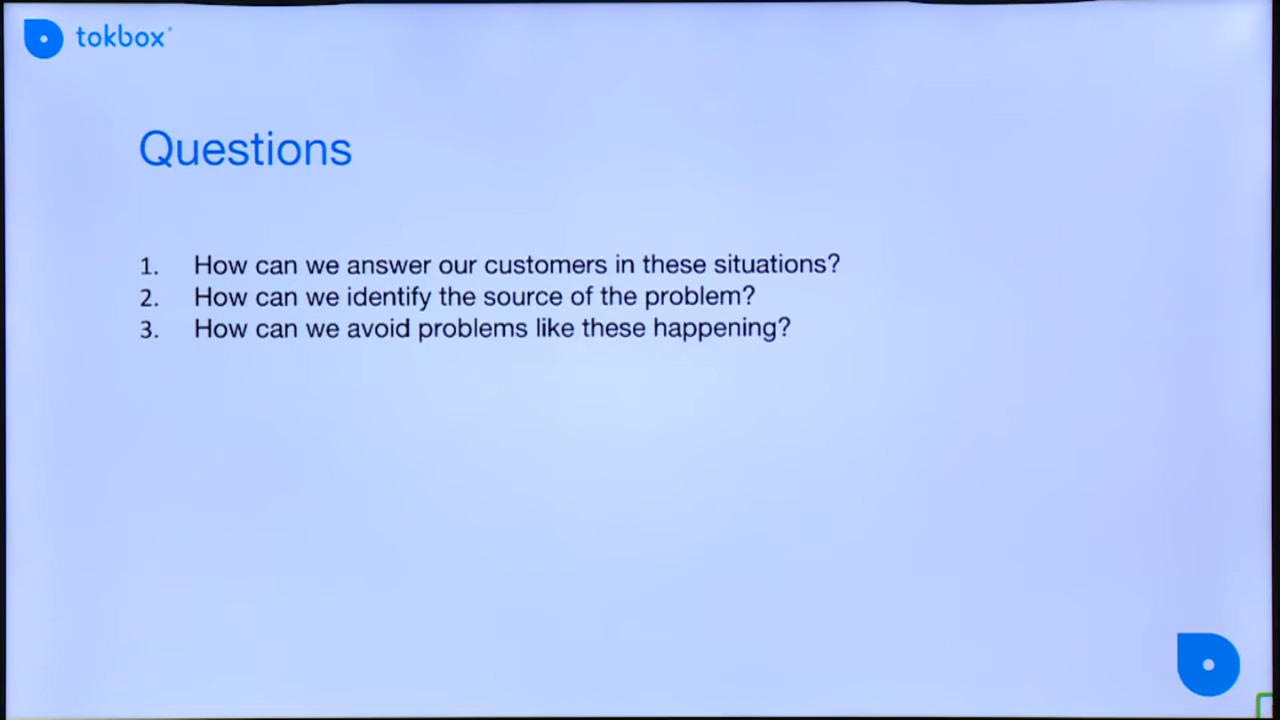 tokbox
Questions
1. How can we answer our customers in these situations?
2. How can we identify the source of the problem?
3. How can we avoid problems like these happening?